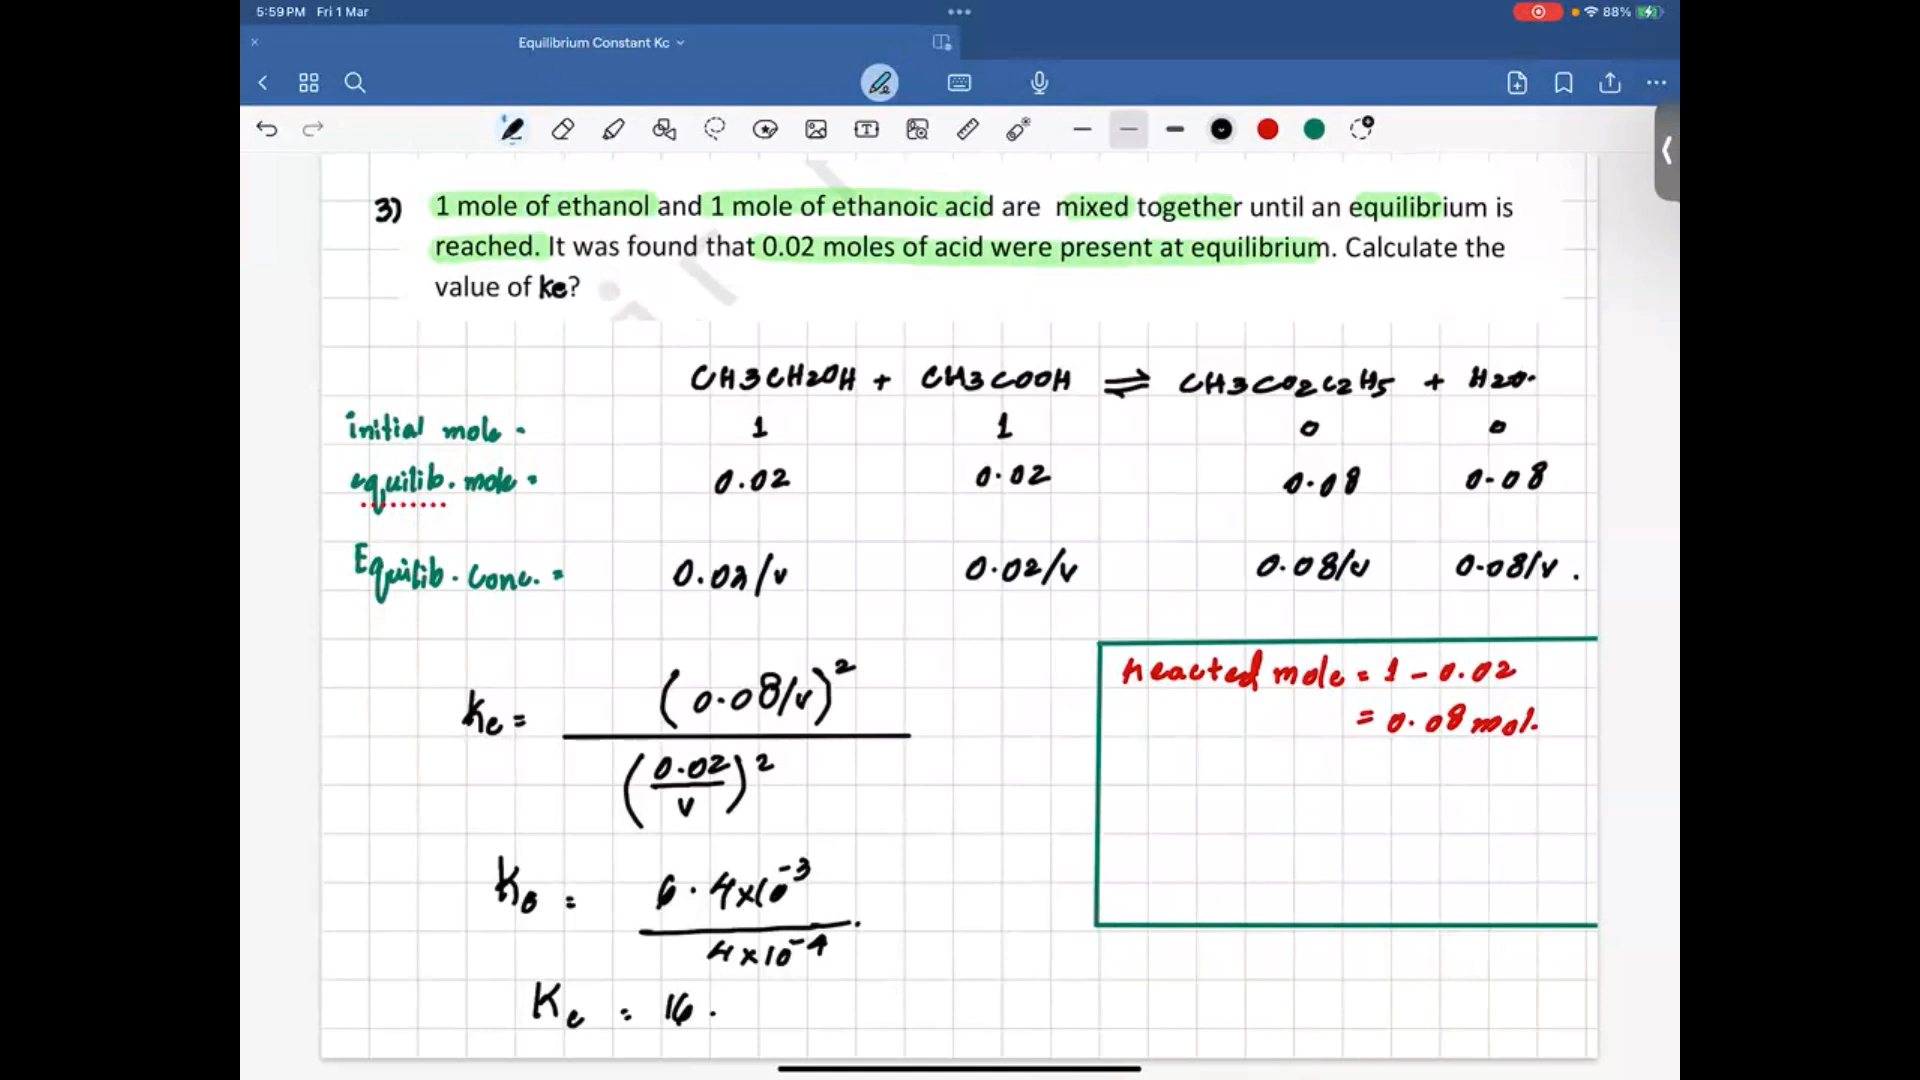 5:59 PM Fri 1 Mar
88%
Equilibrium Constant Kc
3) 1 mole of ethanol and 1 mole of ethanoic acid are mixed together until an equilibrium is
reached. It was found that 0.02 moles of acid were present at equilibrium. Calculate the
value of kc?
CH3CH2OH + CH3COOH ⇌ CH3CO2C2H5 + H2O.
initial mole - 1 1 0 0
equilib. mole = 0.02 0.02 0.08 0.08
Equilib. Conc. = 0.02/v 0.02/v 0.08/v 0.08/v.
Reacted mole = 1 - 0.02
= 0.08 mol.
Kc = (0.08/v)²
(0.02/v)²
Kc = 6.4x10⁻³
4x10⁻⁴
Kc = 16.